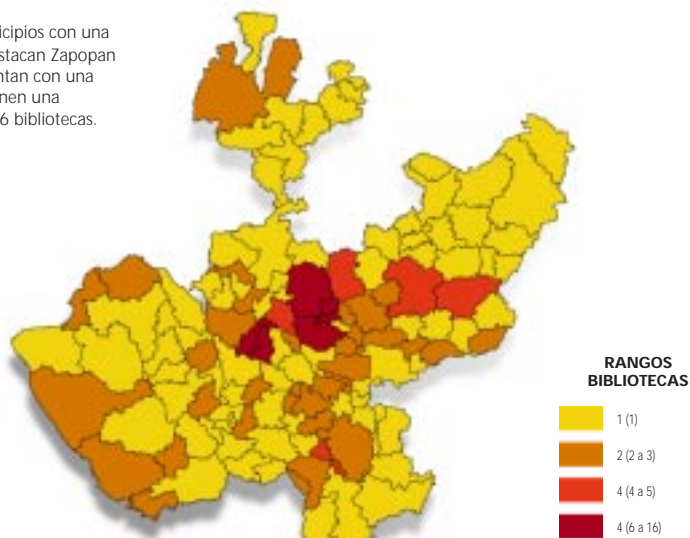 icipios con una
stacan Zapopan
ntan con una
nen una
6 bibliotecas.
RANGOS
BIBLIOTECAS
1 (1)
2 (2 a 3)
4 (4 a 5)
4 (6 a 16)